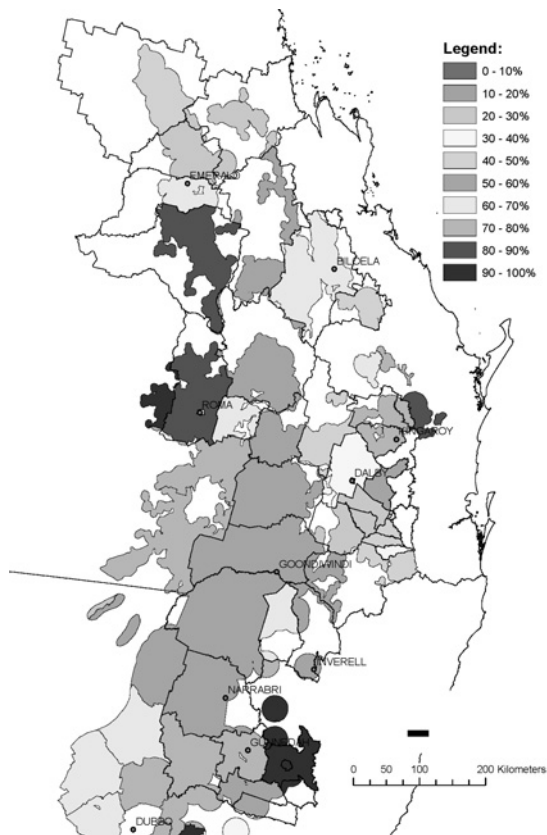 Legend:
0 - 10%
10 - 20%
20 - 30%
30 - 40%
40 - 50%
50 - 60%
60 - 70%
70 - 80%
80 - 90%
90 - 100%
EMERALD
BILOELA
ROMA
DALBY
GOONDIWINDI
INVERELL
NARRABRI
DUBBO
0 50 100 200 Kilometers